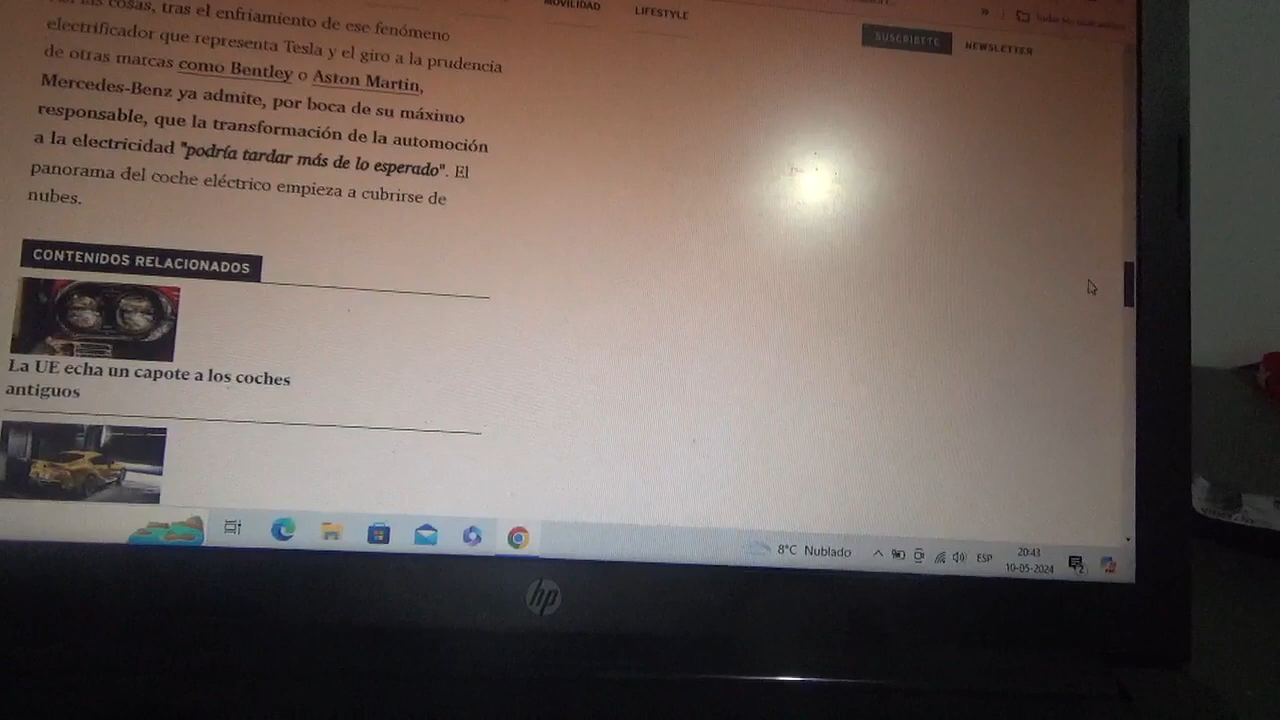 MOVILIDAD
LIFESTYLE
SUSCRÍBETE
NEWSLETTER
cosas, tras el enfriamiento de ese fenómeno
electrificador que representa Tesla y el giro a la prudencia
de otras marcas como Bentley o Aston Martin,
Mercedes-Benz ya admite, por boca de su máximo
responsable, que la transformación de la automoción
a la electricidad "podría tardar más de lo esperado". El
panorama del coche eléctrico empieza a cubrirse de
nubes.
CONTENIDOS RELACIONADOS
La UE echa un capote a los coches
antiguos
8°C Nublado
ESP
20:43
10-05-2024
2
hp